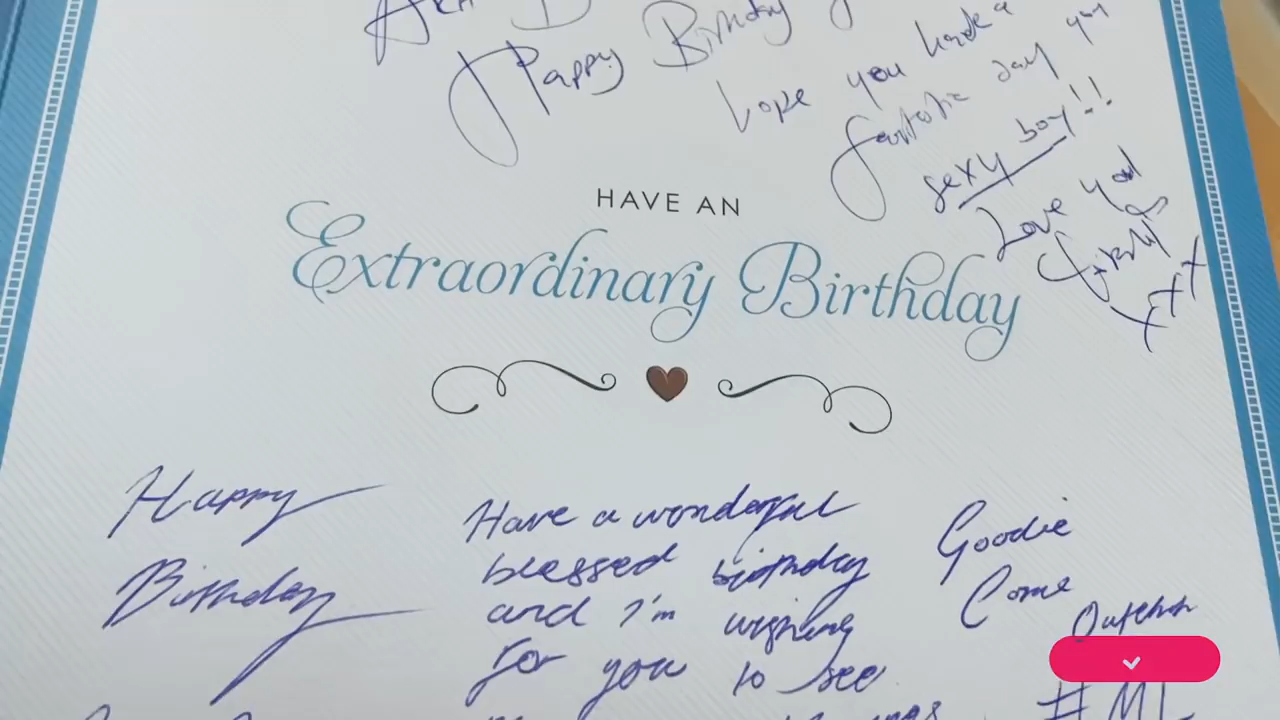 Happy Birthday
hope you have a
fantastic day you
sexy boy!!
Love you
xxx
HAVE AN
Extraordinary Birthday
Happy
Birthday
Have a wonderful
blessed birthday
and I'm wishing
for you to see
Goodie
Come